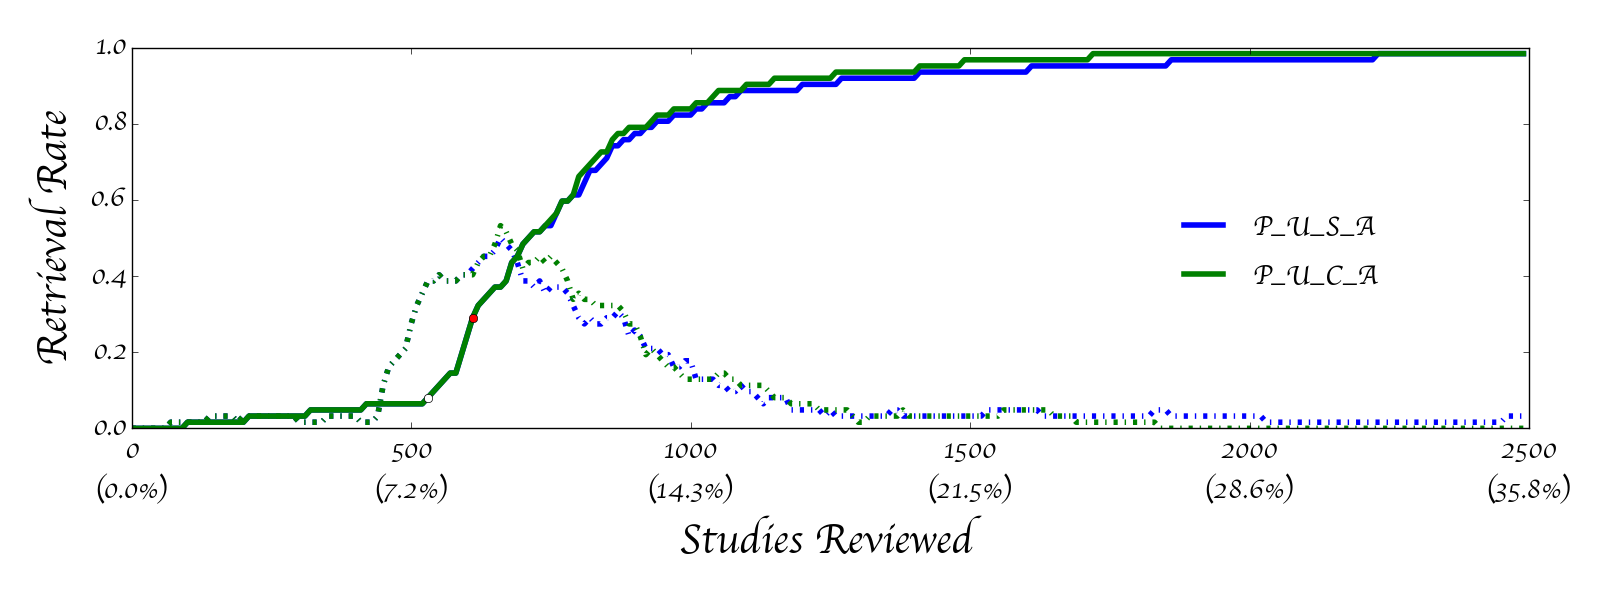 1.0
0.8
0.6
0.4
0.2
0.0
Retrieval Rate
P_U_S_A
P_U_C_A
0 500 1000 1500 2000 2500
(0.0%) (7.2%) (14.3%) (21.5%) (28.6%) (35.8%)
Studies Reviewed